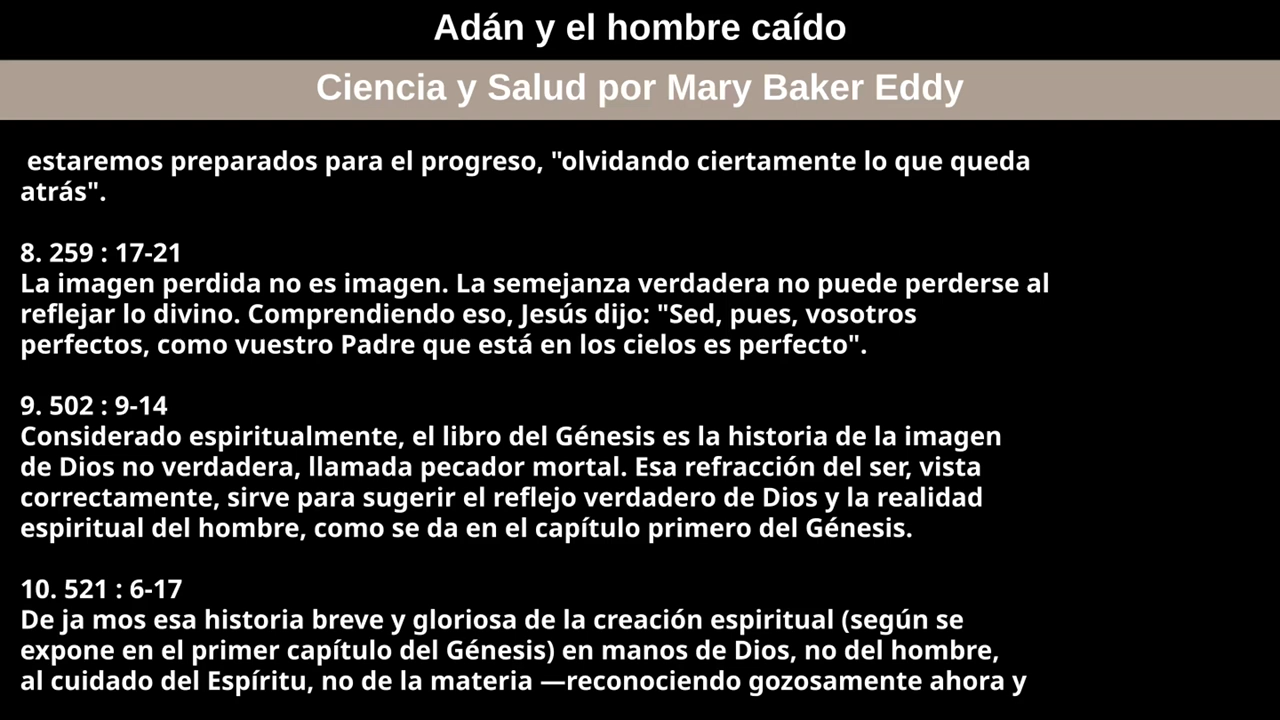 Adán y el hombre caído
Ciencia y Salud por Mary Baker Eddy
estaremos preparados para el progreso, "olvidando ciertamente lo que queda
atrás".
8. 259 : 17-21
La imagen perdida no es imagen. La semejanza verdadera no puede perderse al
reflejar lo divino. Comprendiendo eso, Jesús dijo: "Sed, pues, vosotros
perfectos, como vuestro Padre que está en los cielos es perfecto".
9. 502 : 9-14
Considerado espiritualmente, el libro del Génesis es la historia de la imagen
de Dios no verdadera, llamada pecador mortal. Esa refracción del ser, vista
correctamente, sirve para sugerir el reflejo verdadero de Dios y la realidad
espiritual del hombre, como se da en el capítulo primero del Génesis.
10. 521 : 6-17
De ja mos esa historia breve y gloriosa de la creación espiritual (según se
expone en el primer capítulo del Génesis) en manos de Dios, no del hombre,
al cuidado del Espíritu, no de la materia —reconociendo gozosamente ahora y